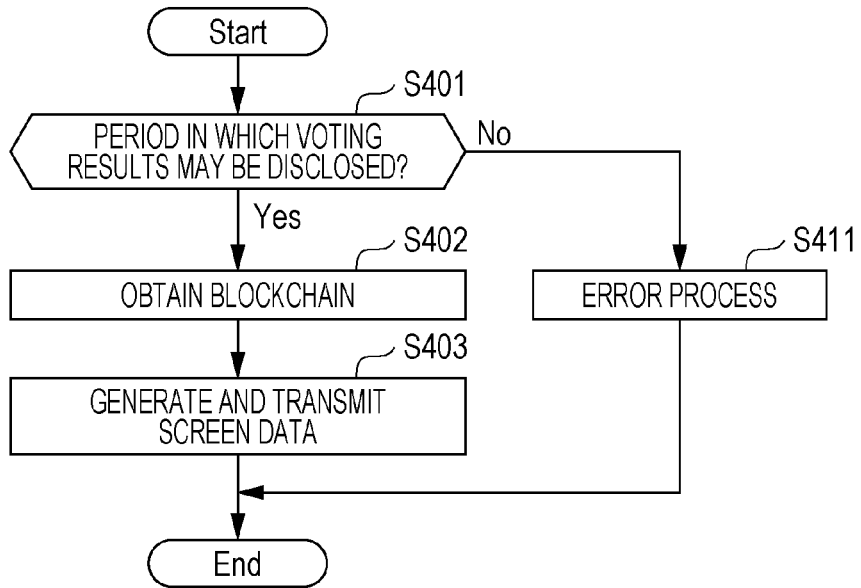 Start
S401
PERIOD IN WHICH VOTING
RESULTS MAY BE DISCLOSED?
No
Yes
S402
S411
OBTAIN BLOCKCHAIN
ERROR PROCESS
S403
GENERATE AND TRANSMIT
SCREEN DATA
End